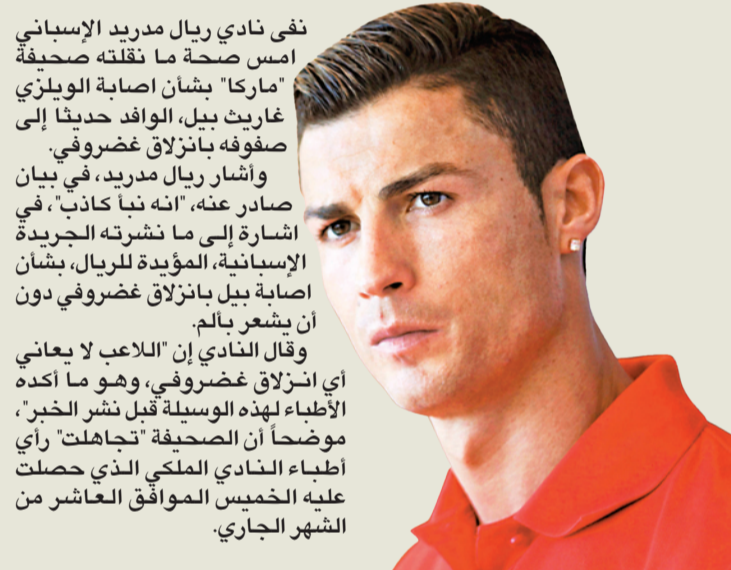 نفى نادي ريال مدريد الإسباني
امس صحة ما نقلته صحيفة
"ماركا" بشأن اصابة الويلزي
غاريث بيل، الوافد حديثا إلى
صفوفه بانزلاق غضروفي.
وأشار ريال مدريد، في بيان
صادر عنه، "انه نبأ كاذب"، في
اشارة إلى ما نشرته الجريدة
الإسبانية، المؤيدة للريال، بشأن
اصابة بيل بانزلاق غضروفي دون
أن يشعر بألم.
وقال النادي إن "اللاعب لا يعاني
أي انزلاق غضروفي، وهو ما أكده
الأطباء لهذه الوسيلة قبل نشر الخبر"،
موضحاً أن الصحيفة "تجاهلت" رأي
أطباء النادي الملكي الذي حصلت
عليه الخميس الموافق العاشر من
الشهر الجاري.